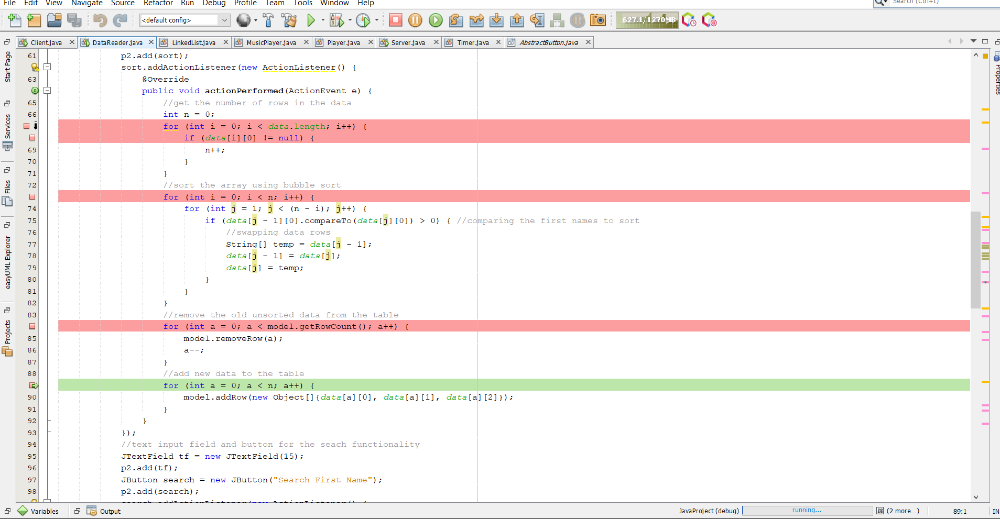 File Edit View Navigate Source Refactor Run Debug Profile Team Tools Window Help
Search (Ctrl+I)
<default config>
627.1/1270MB
Client.java DataReader.java LinkedList.java MusicPlayer.java Player.java Server.java Timer.java AbstractButton.java
Start Page
Services
Files
easyUML Explorer
Projects
Properties
61 p2.add(sort);
sort.addActionListener(new ActionListener() {
63 @Override
public void actionPerformed(ActionEvent e) {
65 //get the number of rows in the data
66 int n = 0;
for (int i = 0; i < data.length; i++) {
if (data[i][0] != null) {
69 n++;
70 }
71 }
72 //sort the array using bubble sort
for (int i = 0; i < n; i++) {
74 for (int j = 1; j < (n - i); j++) {
75 if (data[j - 1][0].compareTo(data[j][0]) > 0) { //comparing the first names to sort
76 //swapping data rows
77 String[] temp = data[j - 1];
78 data[j - 1] = data[j];
79 data[j] = temp;
80 }
81 }
82 }
83 //remove the old unsorted data from the table
for (int a = 0; a < model.getRowCount(); a++) {
85 model.removeRow(a);
86 a--;
87 }
88 //add new data to the table
for (int a = 0; a < n; a++) {
90 model.addRow(new Object[]{data[a][0], data[a][1], data[a][2]});
91 }
92 }
93 });
94 //text input field and button for the seach functionality
95 JTextField tf = new JTextField(15);
96 p2.add(tf);
97 JButton search = new JButton("Search First Name");
98 p2.add(search);
search.addActionListener(new ActionListener() {
Variables Output JavaProject (debug) running... (2 more...) 89:1 IN